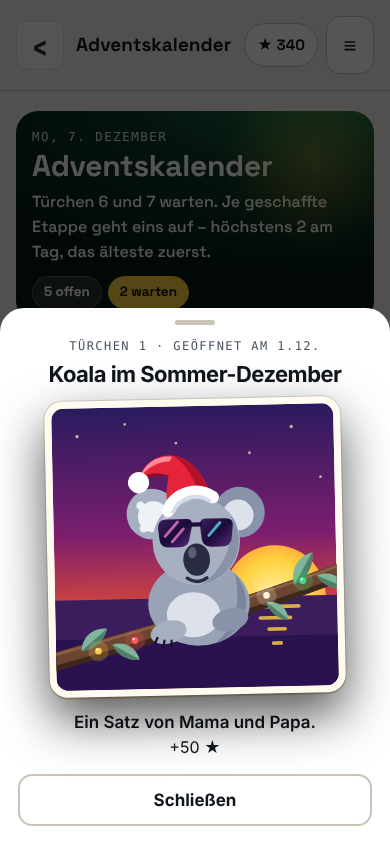 <
Adventskalender
★ 340
≡
MO, 7. DEZEMBER
Adventskalender
Türchen 6 und 7 warten. Je geschaffte
Etappe geht eins auf – höchstens 2 am
Tag, das älteste zuerst.
5 offen
2 warten
TÜRCHEN 1 · GEÖFFNET AM 1.12.
Koala im Sommer-Dezember
Ein Satz von Mama und Papa.
+50 ★
Schließen